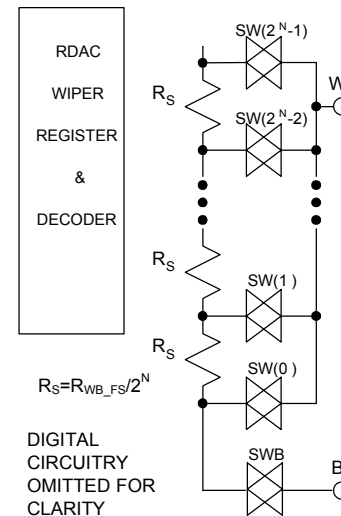 RDAC
WIPER
REGISTER
&
DECODER
SW(2^N-1)
W
R_S
SW(2^N-2)
R_S
SW(1)
R_S
SW(0)
R_S=R_WB_FS/2^N
SWB
B
DIGITAL
CIRCUITRY
OMITTED FOR
CLARITY